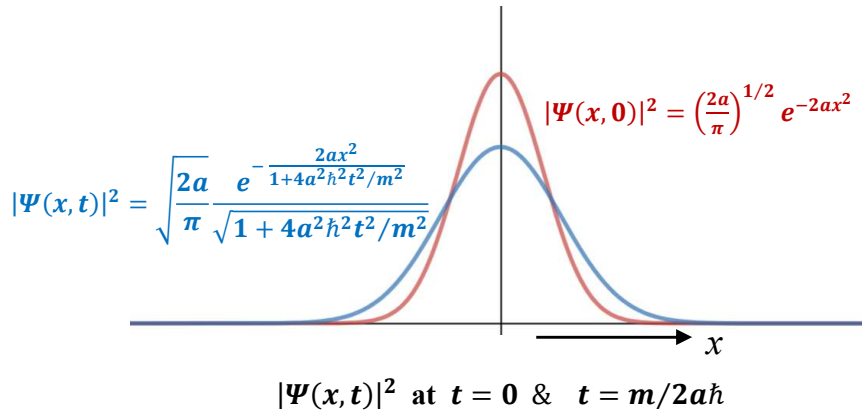 |Ψ(x, 0)|² = (2a/π)^{1/2} e^{−2ax²}
|Ψ(x, t)|² = √(2a/π) e^{−2ax²/(1+4a²ħ²t²/m²)}/√(1 + 4a²ħ²t²/m²)
x
|Ψ(x, t)|² at t = 0 & t = m/2aħ